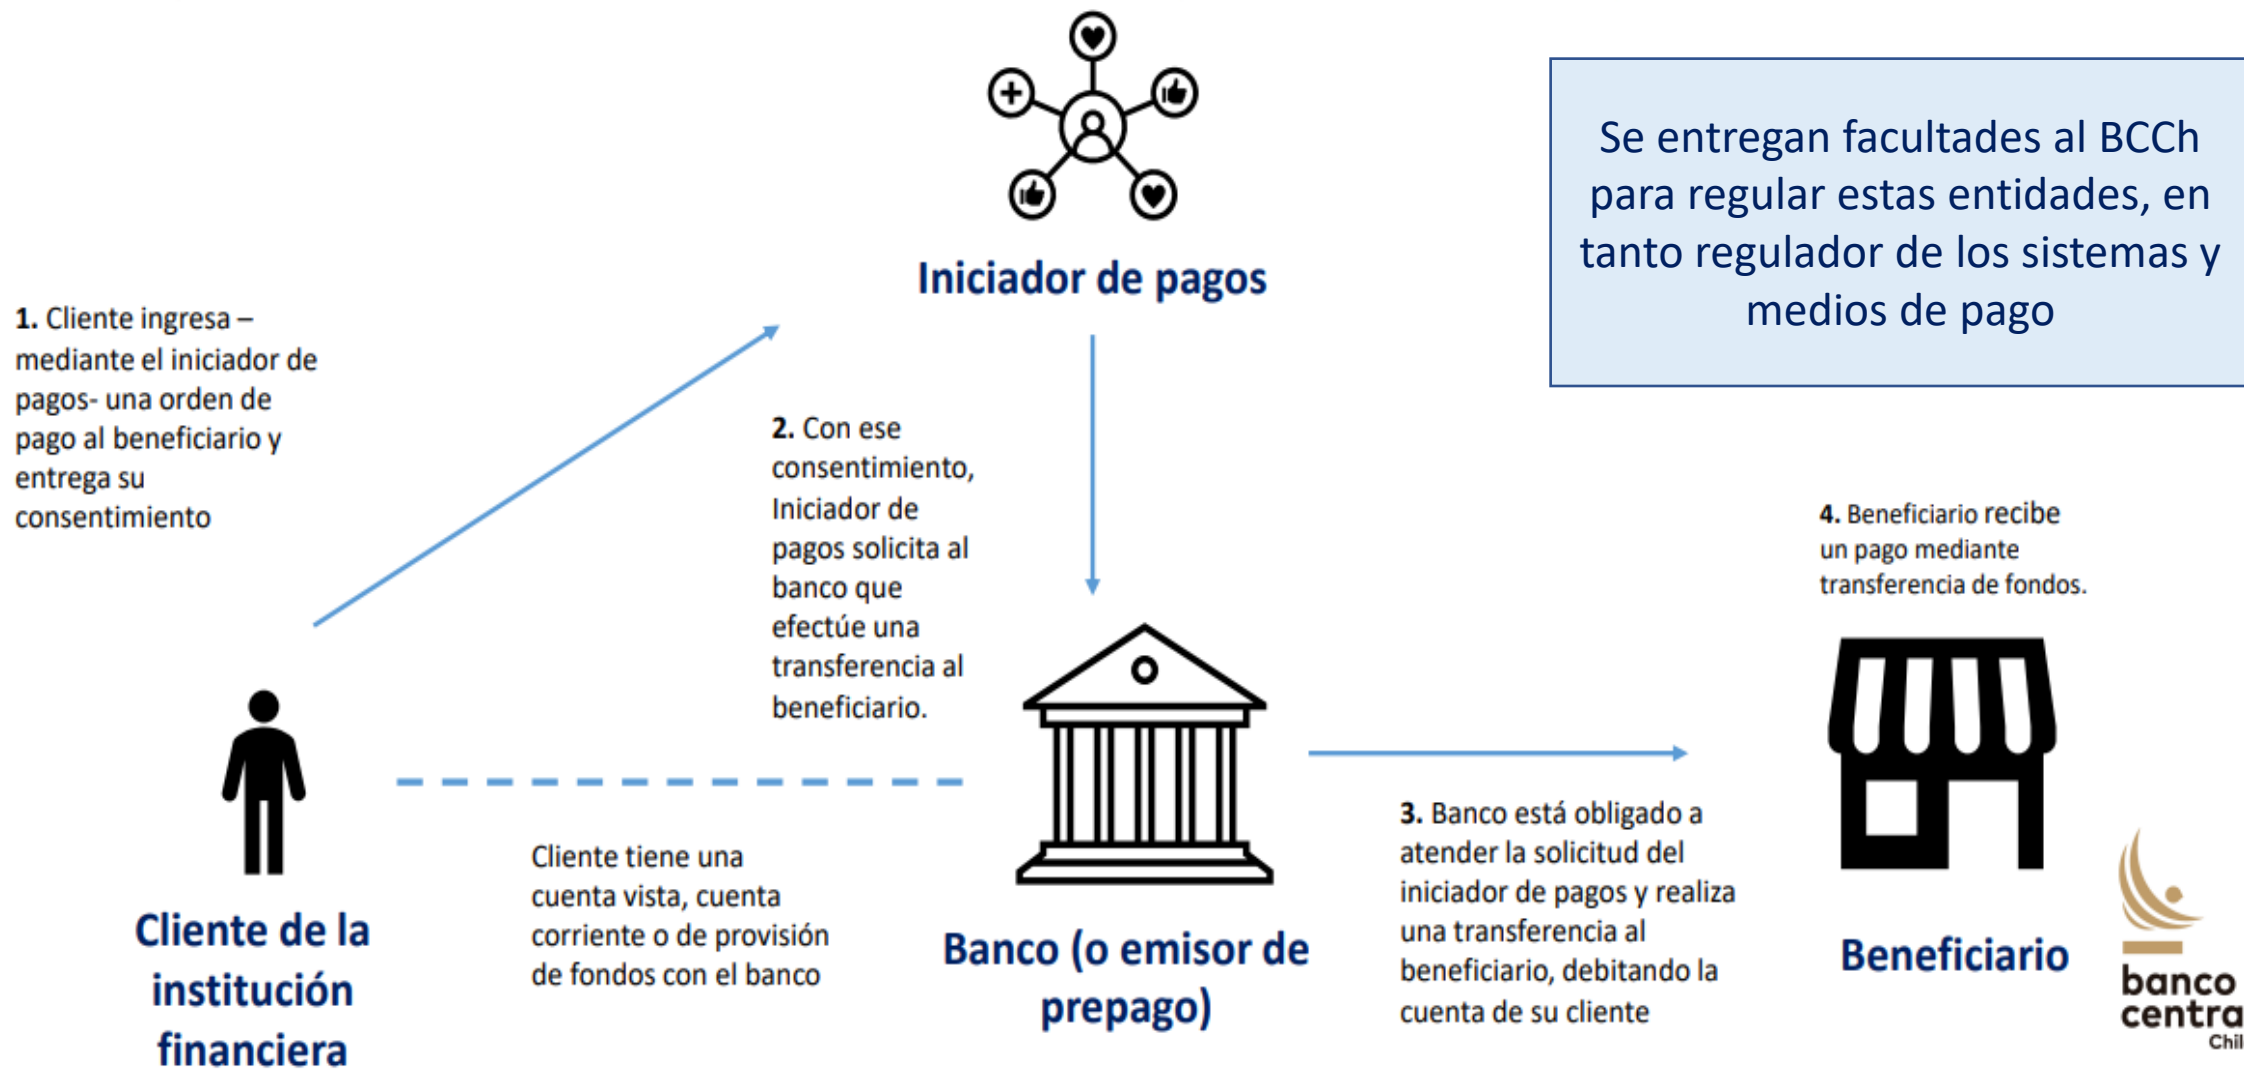 Iniciador de pagos
Se entregan facultades al BCCh
para regular estas entidades, en
tanto regulador de los sistemas y
medios de pago
1. Cliente ingresa –
mediante el iniciador de
pagos- una orden de
pago al beneficiario y
entrega su
consentimiento
2. Con ese
consentimiento,
Iniciador de
pagos solicita al
banco que
efectúe una
transferencia al
beneficiario.
4. Beneficiario recibe
un pago mediante
transferencia de fondos.
Cliente de la
institución
financiera
Cliente tiene una
cuenta vista, cuenta
corriente o de provisión
de fondos con el banco
Banco (o emisor de
prepago)
3. Banco está obligado a
atender la solicitud del
iniciador de pagos y realiza
una transferencia al
beneficiario, debitando la
cuenta de su cliente
Beneficiario
banco
centra
Chil